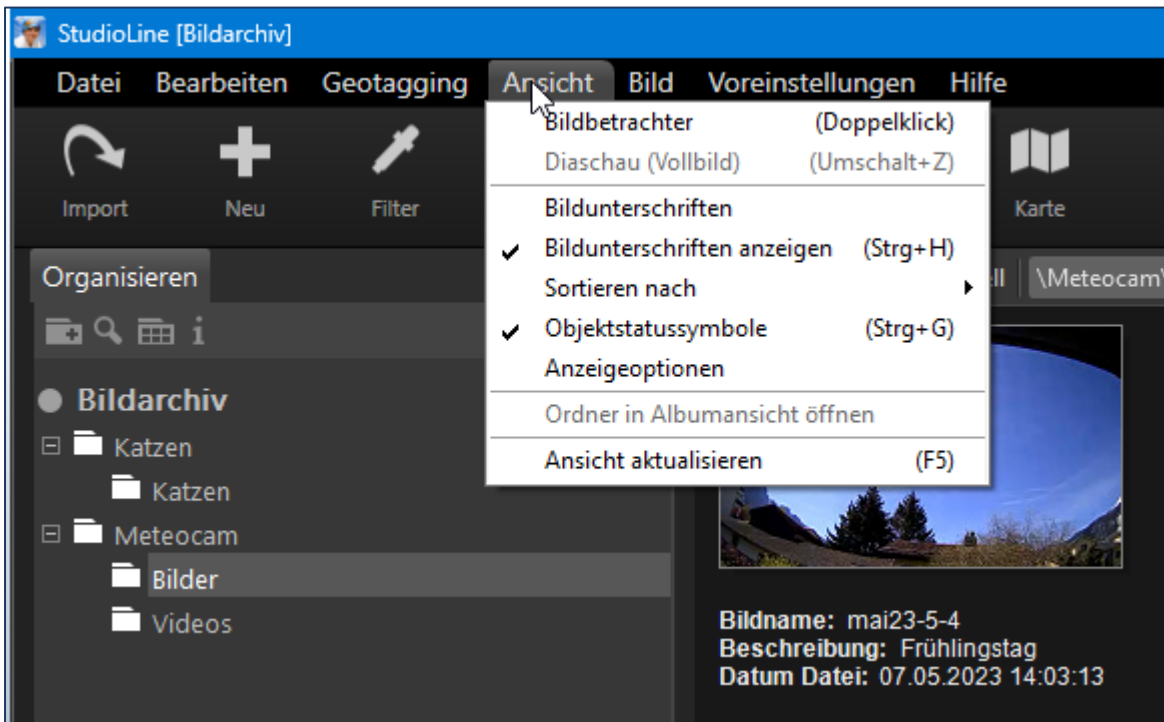 StudioLine [Bildarchiv]
Datei Bearbeiten Geotagging Ansicht Bild Voreinstellungen Hilfe
Import Neu Filter Karte
Bildbetrachter (Doppelklick)
Diaschau (Vollbild) (Umschalt+Z)
Bildunterschriften
Bildunterschriften anzeigen (Strg+H)
Sortieren nach
Objektstatussymbole (Strg+G)
Anzeigeoptionen
Ordner in Albumansicht öffnen
Ansicht aktualisieren (F5)
Organisieren
Bildarchiv
Katzen
Katzen
Meteocam
Bilder
Videos
ll \Meteocam\
Bildname: mai23-5-4
Beschreibung: Frühlingstag
Datum Datei: 07.05.2023 14:03:13